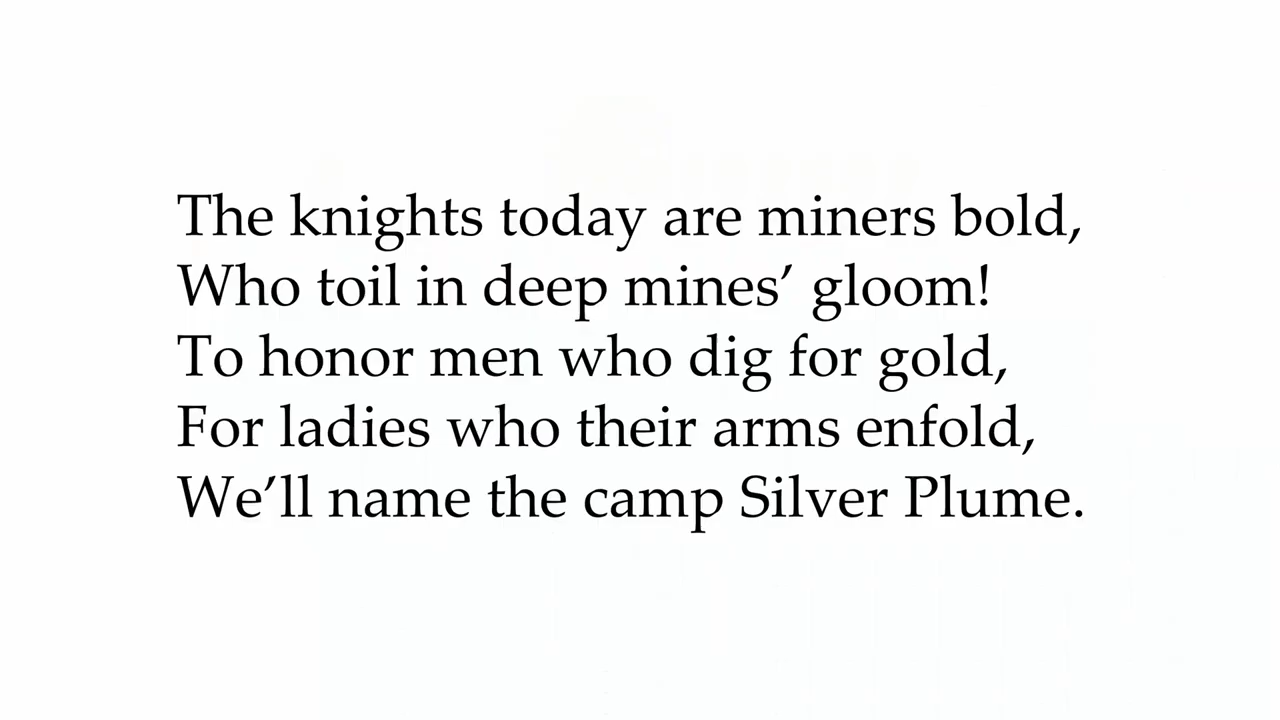 The knights today are miners bold,
Who toil in deep mines’ gloom!
To honor men who dig for gold,
For ladies who their arms enfold,
We’ll name the camp Silver Plume.